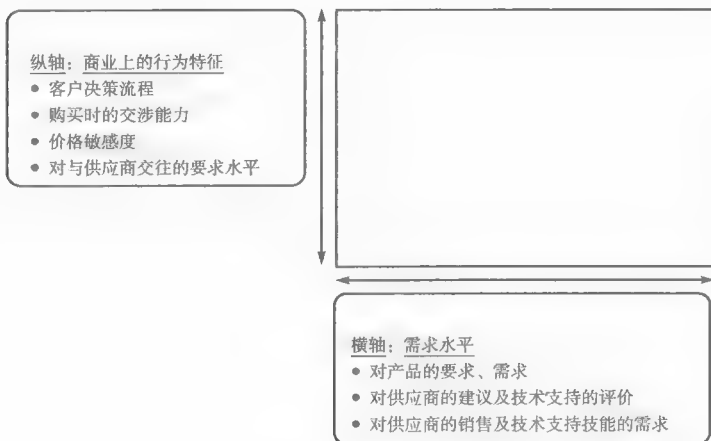 纵轴：商业上的行为特征
• 客户决策流程
• 购买时的交涉能力
• 价格敏感度
• 对与供应商交往的要求水平
横轴：需求水平
• 对产品的要求、需求
• 对供应商的建议及技术支持的评价
• 对供应商的销售及技术支持技能的需求